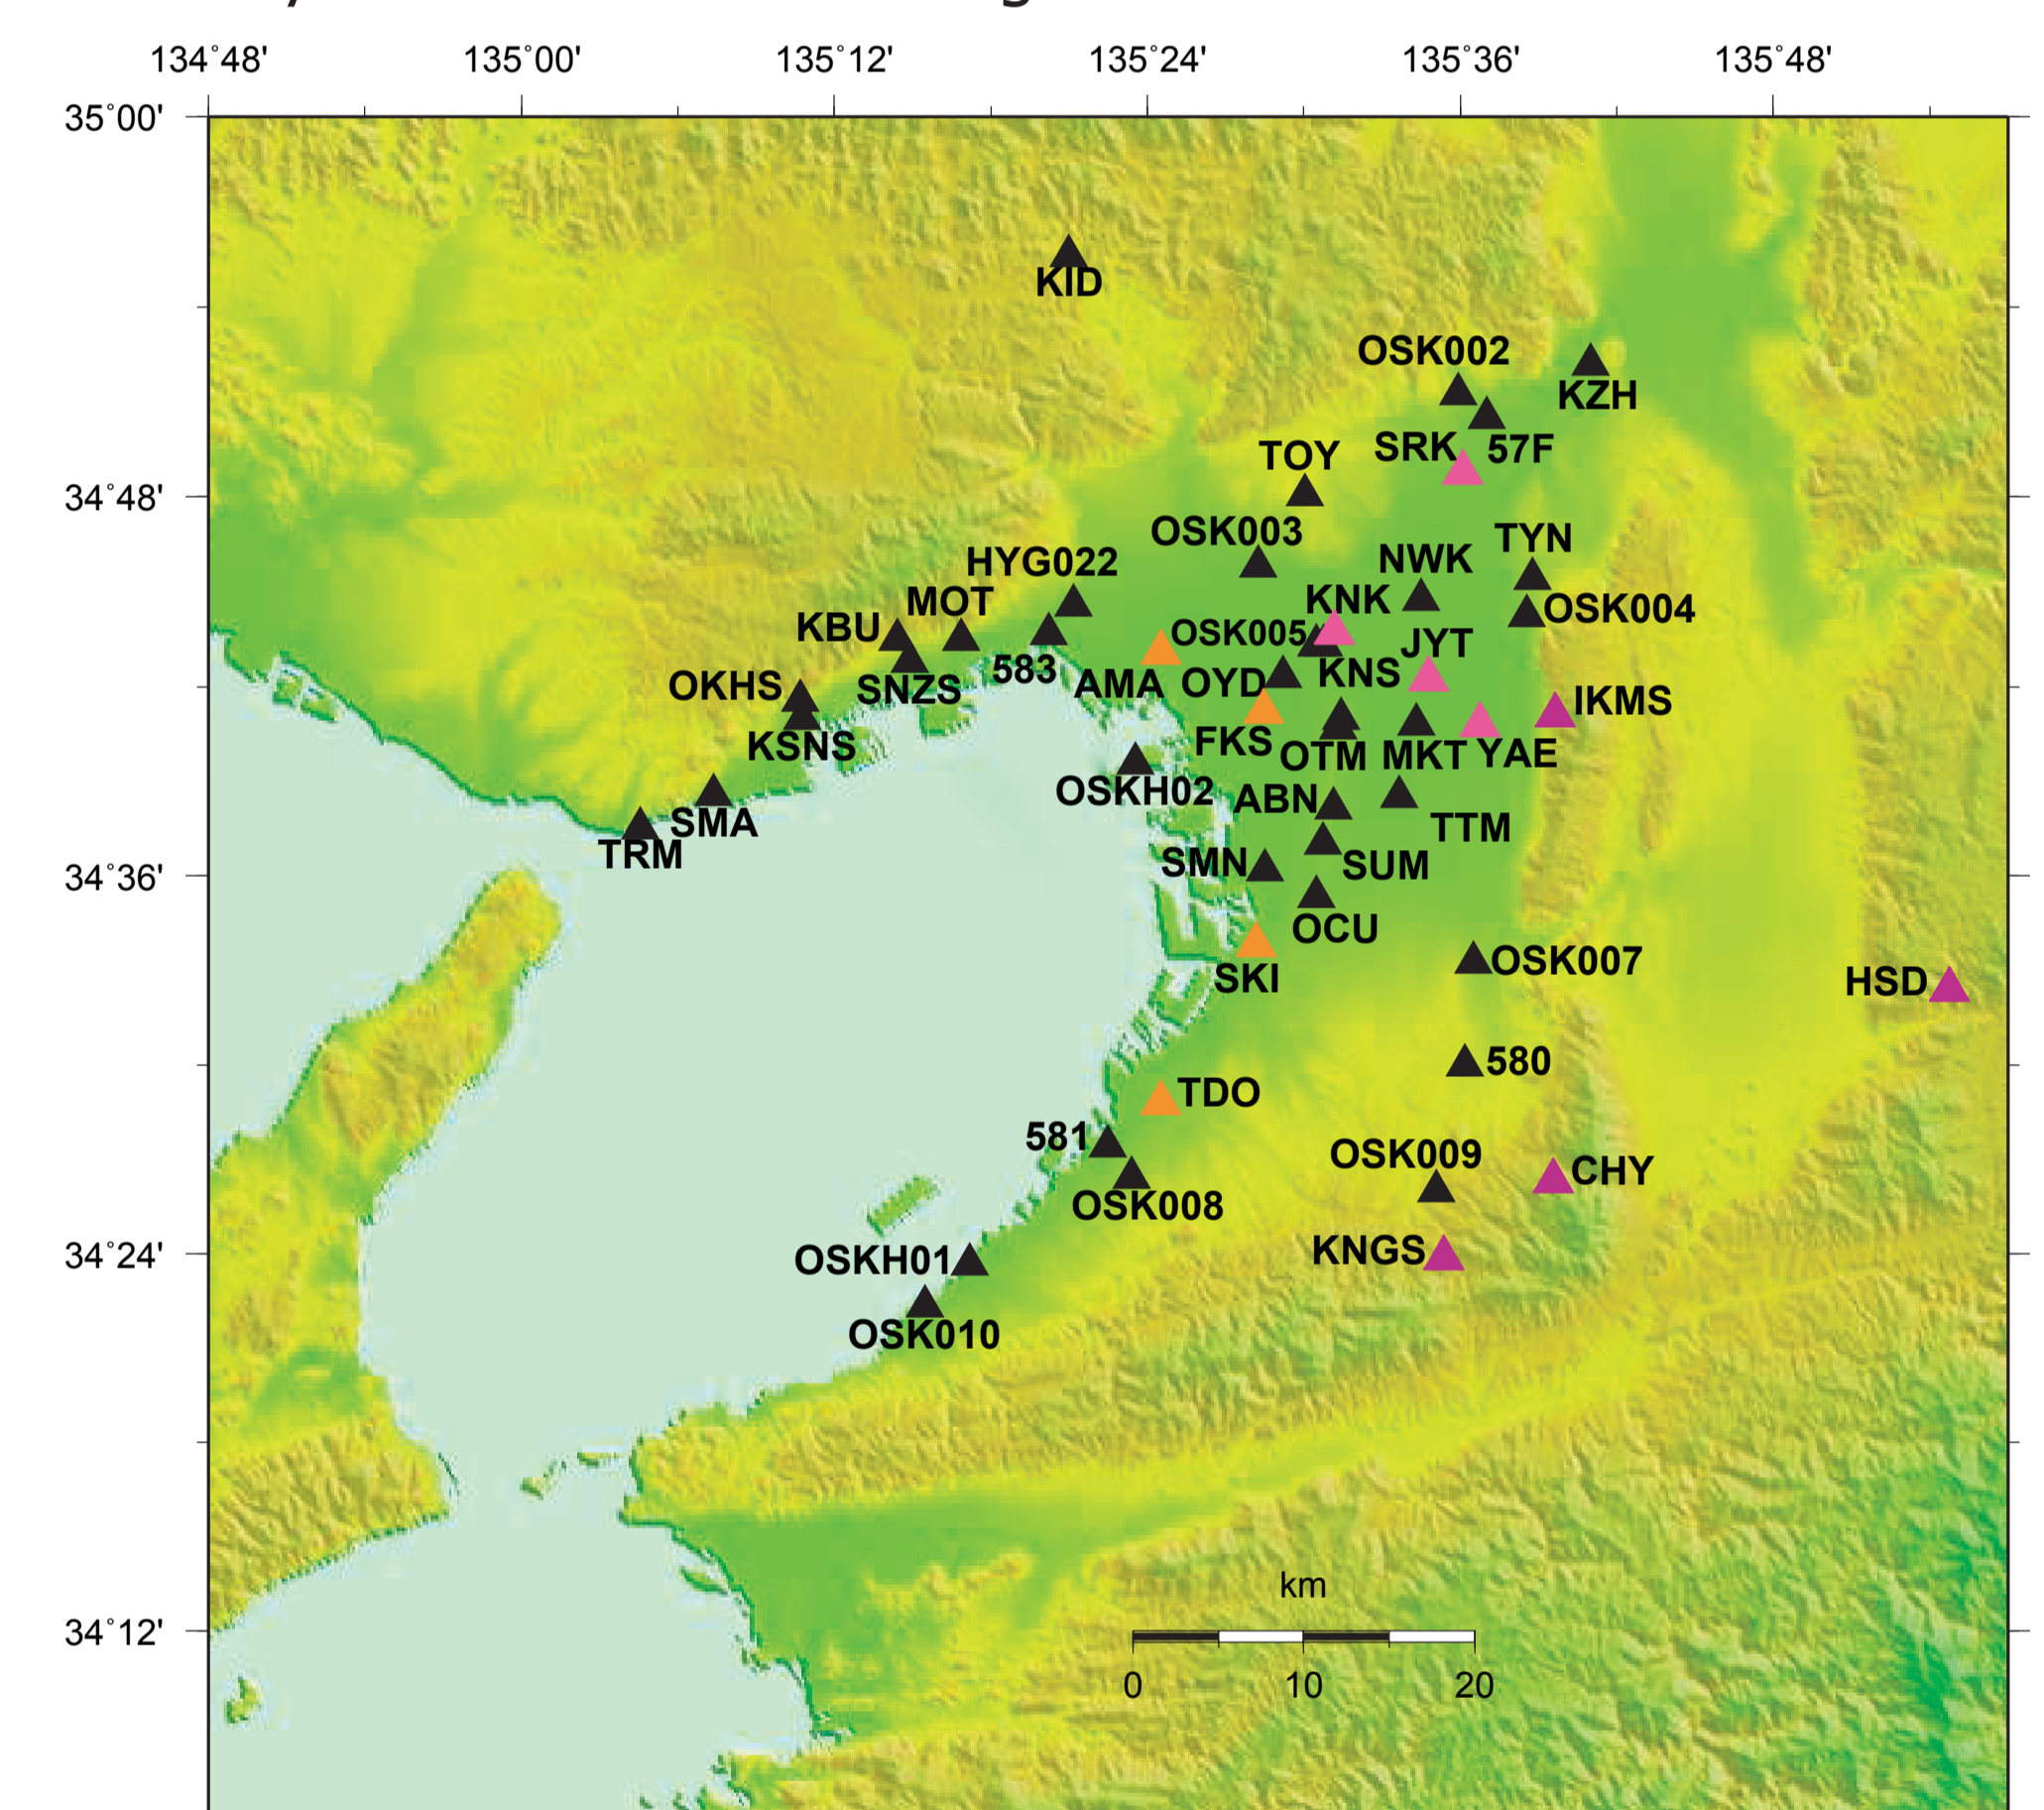 134°48' 135°00' 135°12' 135°24' 135°36' 135°48'
35°00'
KID
OSK002
KZH
SRK 57F
TOY
34°48'
OSK003
TYN
HYG022
NWK
MOT
KNK
OSK004
KBU
OSK005
JYT
583
KNS
OKHS
SNZS
AMA
OYD
IKMS
KSNS
FKS
OTM
MKT
YAE
OSKH02
ABN
SMA
TTM
TRM
SMN
SUM
34°36'
OCU
OSK007
SKI
HSD
580
TDO
581
OSK009
CHY
OSK008
34°24'
OSKH01
KNGS
OSK010
km
34°12'
0 10 20